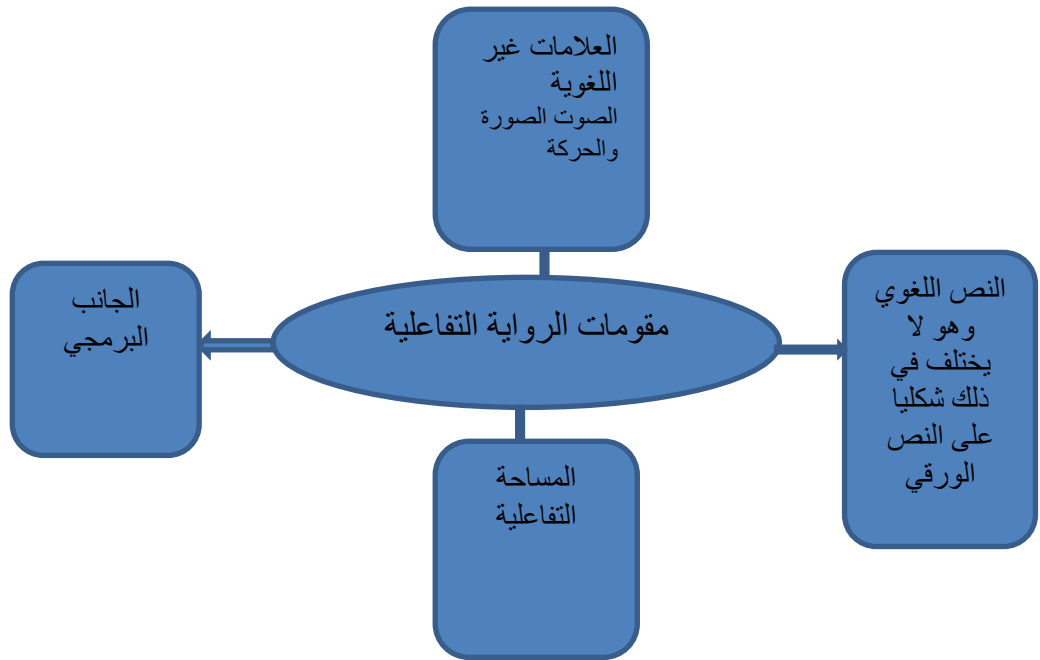 العلامات غير
اللغوية
الصوت الصورة
والحركة
النص اللغوي
وهو لا
يختلف في
ذلك شكليا
على النص
الورقي
مقومات الرواية التفاعلية
الجانب
البرمجي
المساحة
التفاعلية